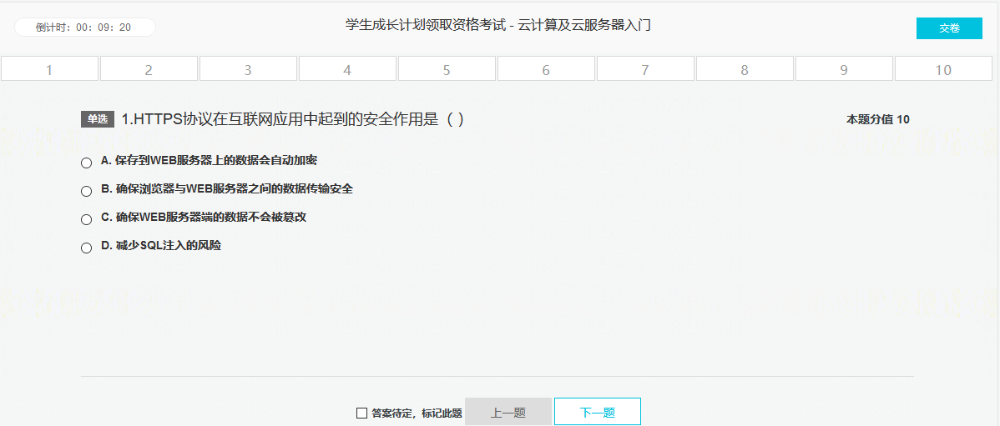 倒计时：00：09：20
学生成长计划领取资格考试 - 云计算及云服务器入门
交卷
1 2 3 4 5 6 7 8 9 10
单选 1.HTTPS协议在互联网应用中起到的安全作用是（ ）
本题分值 10
A. 保存到WEB服务器上的数据会自动加密
B. 确保浏览器与WEB服务器之间的数据传输安全
C. 确保WEB服务器端的数据不会被篡改
D. 减少SQL注入的风险
答案待定，标记此题 上一题 下一题